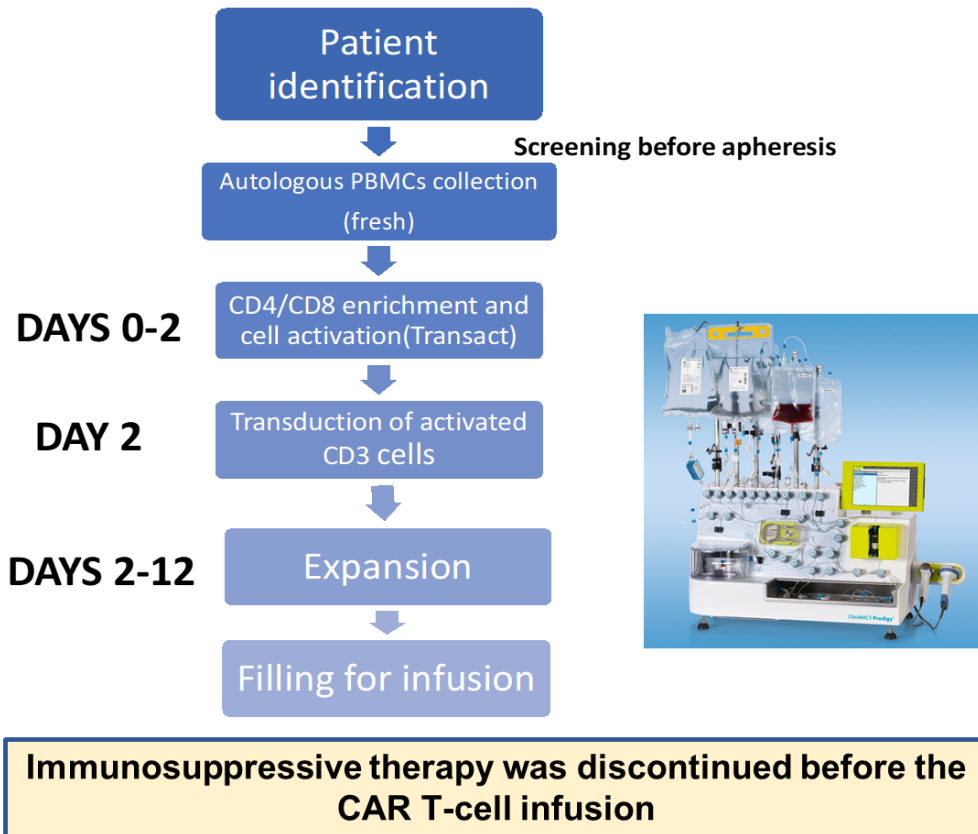 Patient
identification
Screening before apheresis
Autologous PBMCs collection
(fresh)
DAYS 0-2
CD4/CD8 enrichment and
cell activation(Transact)
DAY 2
Transduction of activated
CD3 cells
DAYS 2-12
Expansion
Filling for infusion
CliniMACS Prodigy®
Immunosuppressive therapy was discontinued before the
CAR T-cell infusion